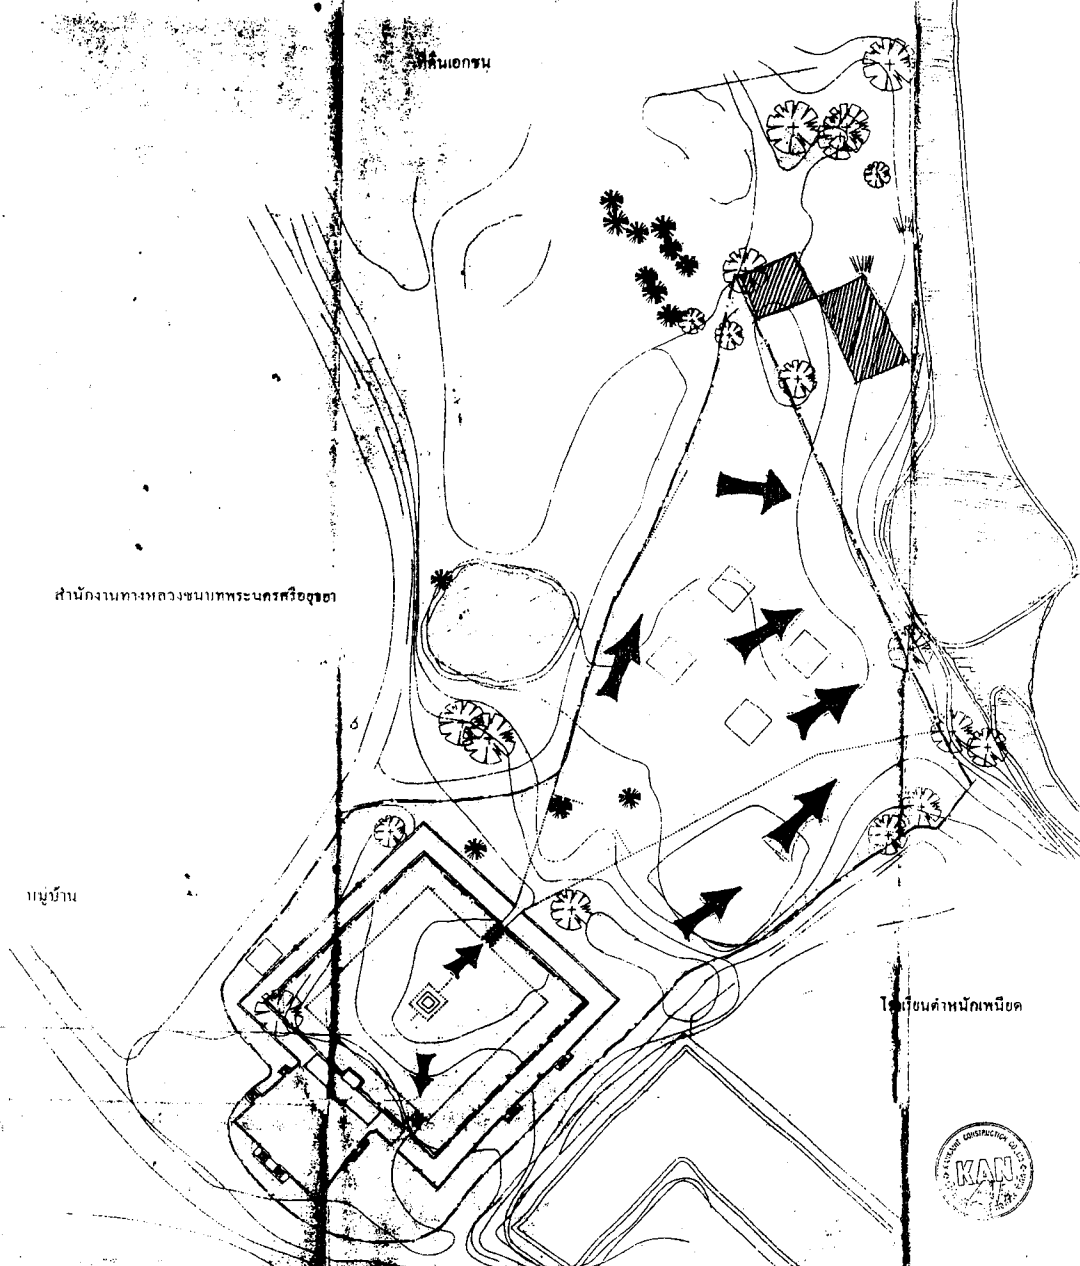 ที่ดินเอกชน
สำนักงานทางหลวงชนบทพระนครศรีอยุธยา
หมู่บ้าน
โรงเรียนตำหนักเพนียด
KAN